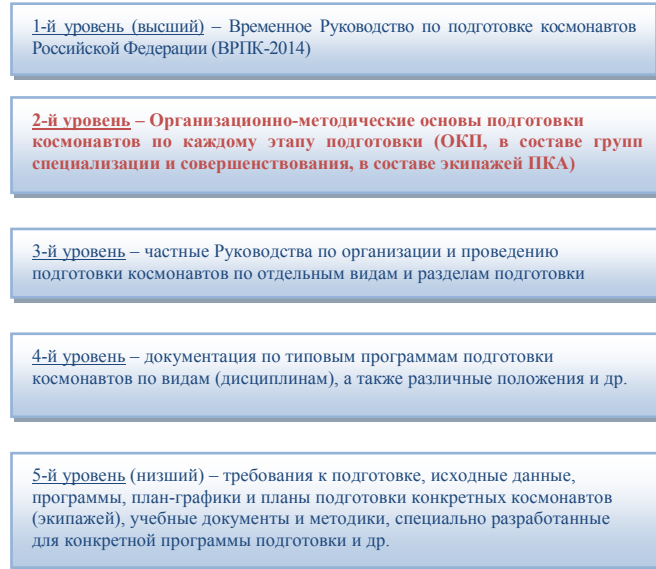 1-й уровень (высший) – Временное Руководство по подготовке космонавтов
Российской Федерации (ВРПК-2014)
2-й уровень – Организационно-методические основы подготовки
космонавтов по каждому этапу подготовки (ОКП, в составе групп
специализации и совершенствования, в составе экипажей ПКА)
3-й уровень – частные Руководства по организации и проведению
подготовки космонавтов по отдельным видам и разделам подготовки
4-й уровень – документация по типовым программам подготовки
космонавтов по видам (дисциплинам), а также различные положения и др.
5-й уровень (низший) – требования к подготовке, исходные данные,
программы, план-графики и планы подготовки конкретных космонавтов
(экипажей), учебные документы и методики, специально разработанные
для конкретной программы подготовки и др.